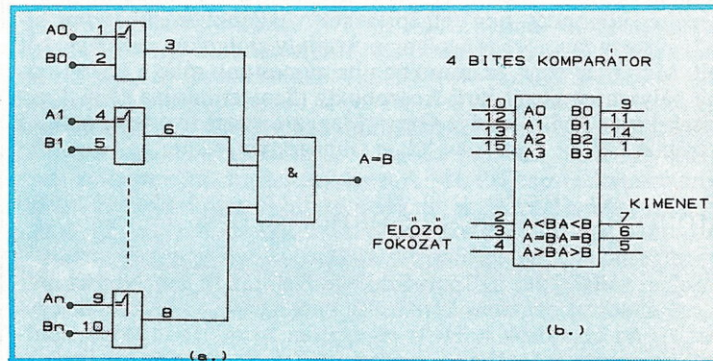 A0 1
3
B0 2
A1 4
6
B1 5
&
A=B
An 9
8
Bn 10
(a.)
4 BITES KOMPARÁTOR
10 A0 B0 9
12 A1 B1 11
13 A2 B2 14
15 A3 B3 1
KIMENET
ELŐZŐ
FOKOZAT
2 A<B A<B 7
3 A=B A=B 6
4 A>B A>B 5
(b.)